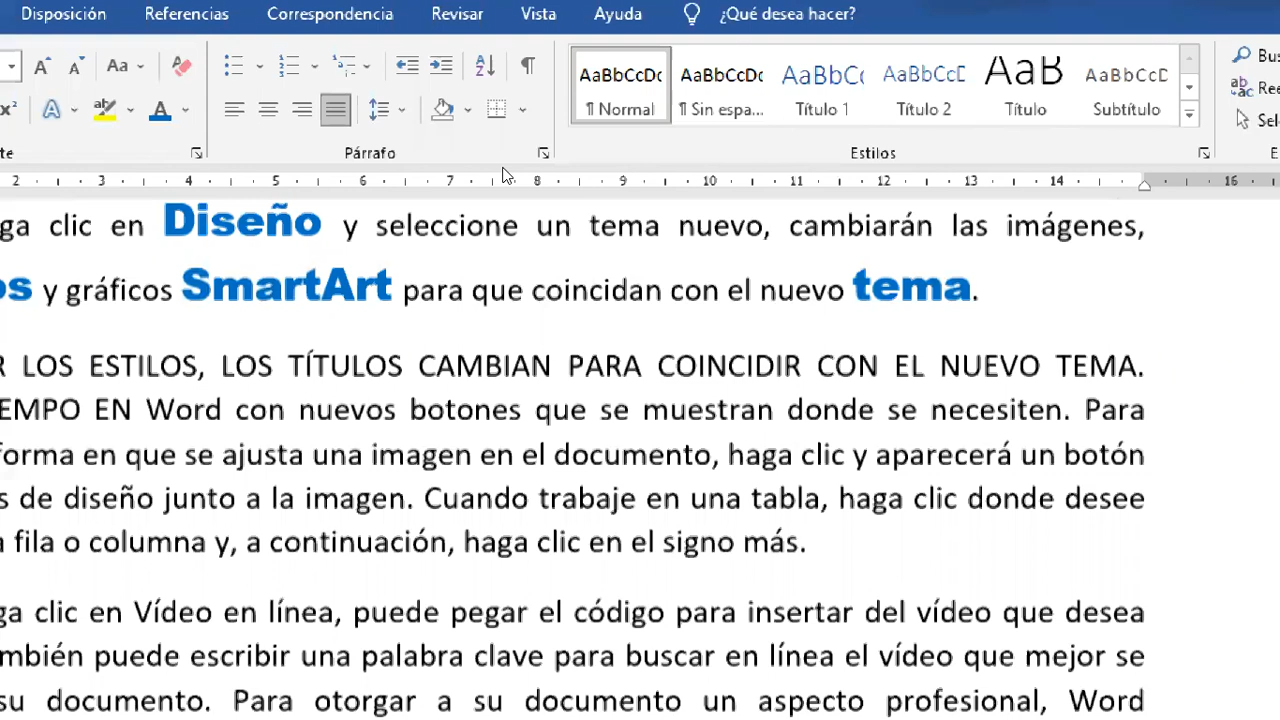 Disposición Referencias Correspondencia Revisar Vista Ayuda ¿Qué desea hacer?
A A Aa
AaBbCcDc AaBbCcDc AaBbCc AaBbCcD AaB AaBbCcD
¶ Normal ¶ Sin espa... Título 1 Título 2 Título Subtítulo
Párrafo Estilos
2 3 4 5 6 7 8 9 10 11 12 13 14 16
clic en Diseño y seleccione un tema nuevo, cambiarán las imágenes,
y gráficos SmartArt para que coincidan con el nuevo tema.
LOS ESTILOS, LOS TÍTULOS CAMBIAN PARA COINCIDIR CON EL NUEVO TEMA.
EMPO EN Word con nuevos botones que se muestran donde se necesiten. Para
forma en que se ajusta una imagen en el documento, haga clic y aparecerá un botón
s de diseño junto a la imagen. Cuando trabaje en una tabla, haga clic donde desee
a fila o columna y, a continuación, haga clic en el signo más.
ga clic en Vídeo en línea, puede pegar el código para insertar del vídeo que desea
mbién puede escribir una palabra clave para buscar en línea el vídeo que mejor se
su documento. Para otorgar a su documento un aspecto profesional, Word